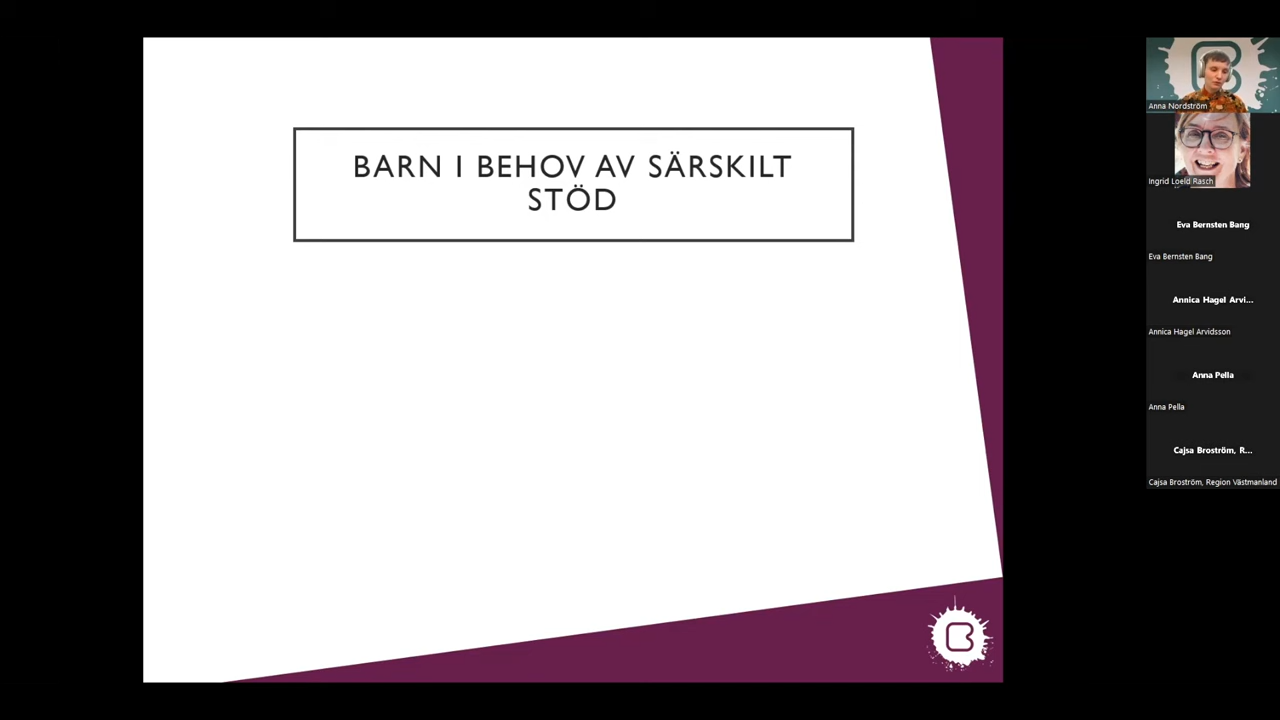 BARN I BEHOV AV SÄRSKILT
STÖD
Anna Nordström
Ingrid Loeld Rasch
Eva Bernsten Bang
Eva Bernsten Bang
Annica Hagel Arvi...
Annica Hagel Arvidsson
Anna Pella
Anna Pella
Cajsa Broström, R...
Cajsa Broström, Region Västmanland